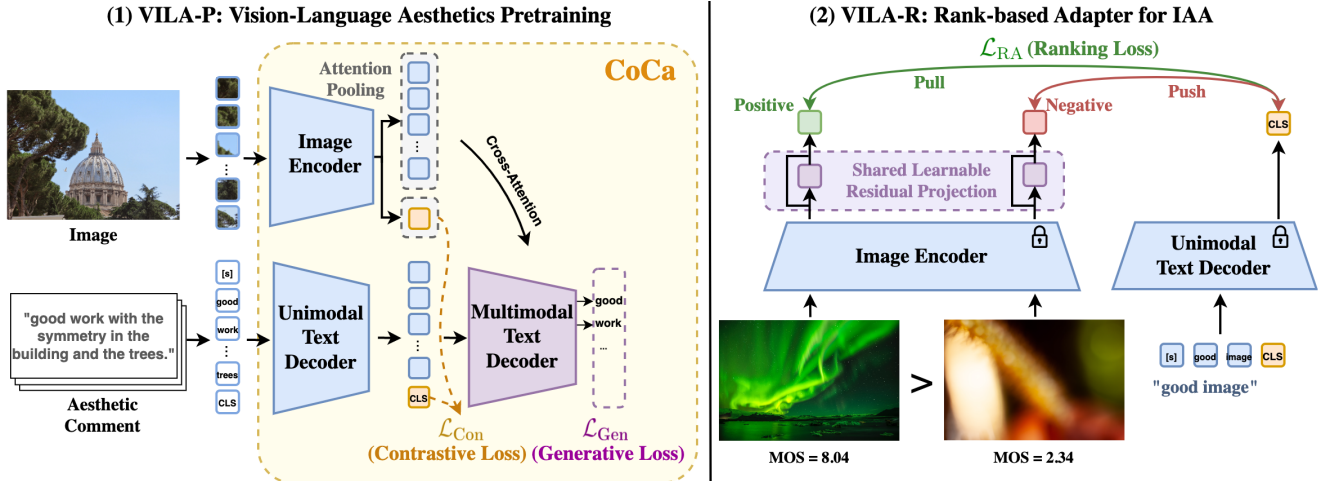 (1) VILA-P: Vision-Language Aesthetics Pretraining
CoCa
Attention
Pooling
Image
Encoder
Cross-Attention
Image
[s]
good
work
trees
CLS
"good work with the
symmetry in the
building and the trees."
Aesthetic
Comment
Unimodal
Text
Decoder
CLS
Multimodal
Text
Decoder
good
work
...
ℒCon
(Contrastive Loss)
ℒGen
(Generative Loss)
(2) VILA-R: Rank-based Adapter for IAA
ℒRA (Ranking Loss)
Pull
Push
Positive
Negative
CLS
Shared Learnable
Residual Projection
Image Encoder
Unimodal
Text Decoder
>
MOS = 8.04
MOS = 2.34
[s] good image CLS
"good image"